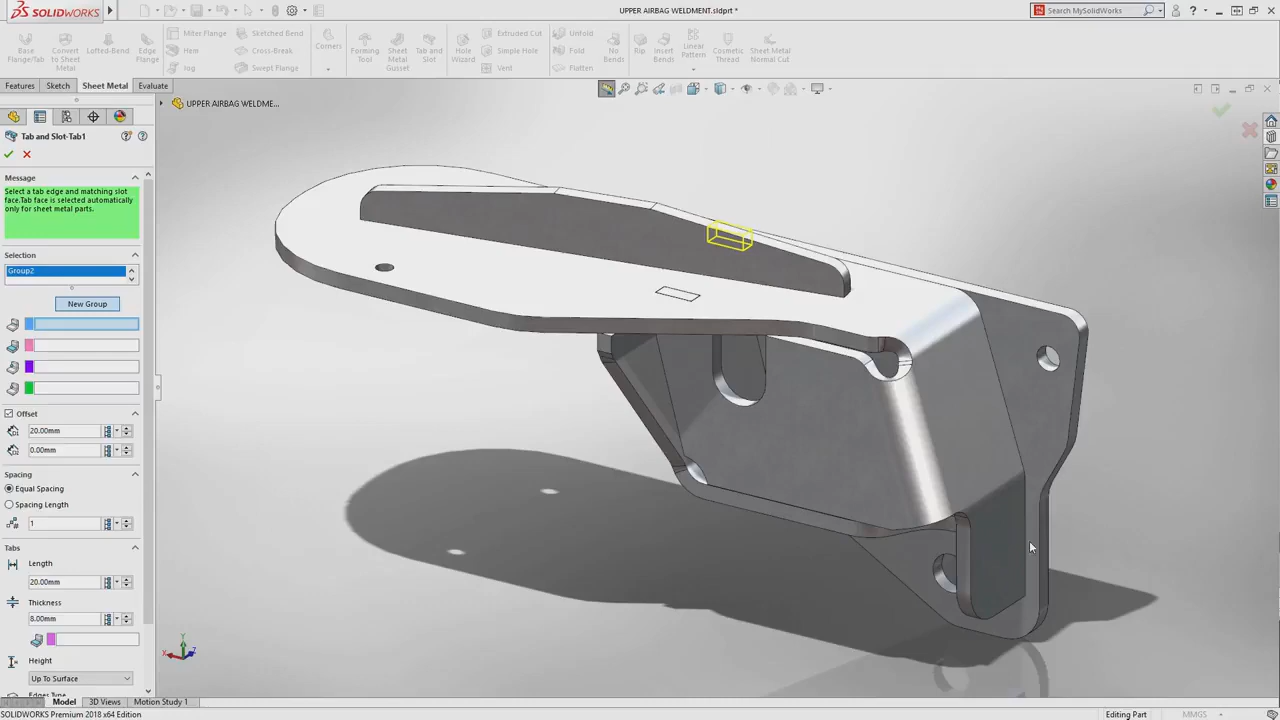 SOLIDWORKS
UPPER AIRBAG WELDMENT.sldprt *
Search MySolidWorks
Base
Flange/Tab
Convert
to Sheet
Metal
Lofted-Bend
Edge
Flange
Miter Flange
Hem
Jog
Sketched Bend
Cross-Break
Swept Flange
Corners
Forming
Tool
Sheet
Metal
Gusset
Tab
and
Slot
Hole
Wizard
Extruded Cut
Simple Hole
Vent
Unfold
Fold
Flatten
No
Bends
Rip
Insert
Bends
Linear
Pattern
Cosmetic
Thread
Sheet Metal
Normal Cut
Features
Sketch
Sheet Metal
Evaluate
UPPER AIRBAG WELDME...
Tab and Slot-Tab1
Message
Select a tab edge and matching slot
face.Tab face is selected automatically
only for sheet metal parts.
Selection
Group2
New Group
Offset
20.00mm
0.00mm
Spacing
Equal Spacing
Spacing Length
1
Tabs
Length
20.00mm
Thickness
8.00mm
Height
Up To Surface
Edges Type
Y
X
Z
Model
3D Views
Motion Study 1
SOLIDWORKS Premium 2018 x64 Edition
Editing Part
MMGS